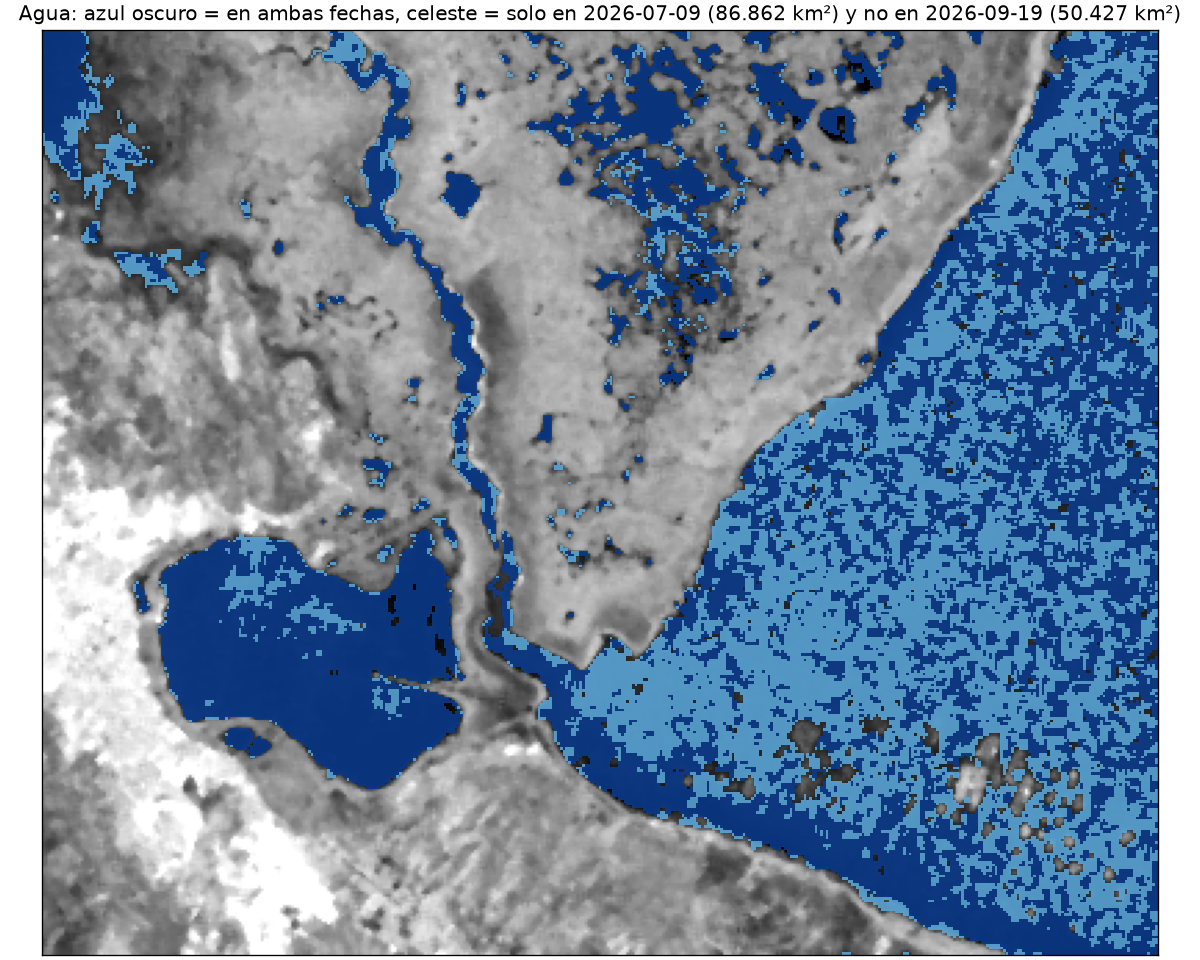 Agua: azul oscuro = en ambas fechas, celeste = solo en 2026-07-09 (86.862 km²) y no en 2026-09-19 (50.427 km²)